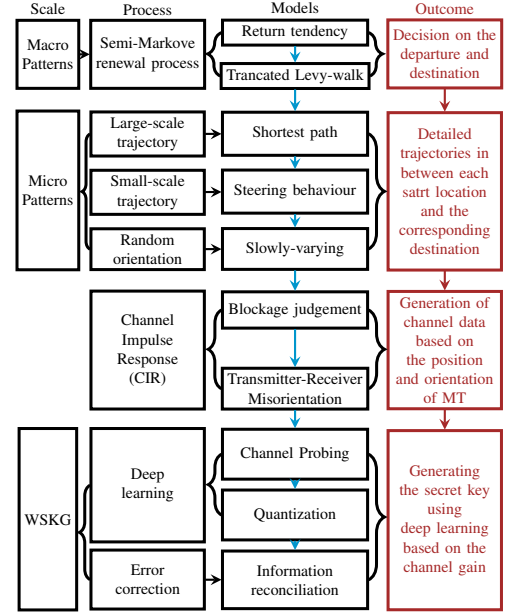 Scale
Process
Models
Outcome
Macro
Patterns
Semi-Markove
renewal process
Return tendency
Trancated Levy-walk
Decision on the
departure and
destination
Micro
Patterns
Large-scale
trajectory
Small-scale
trajectory
Random
orientation
Shortest path
Steering behaviour
Slowly-varying
Detailed
trajectories in
between each
satrt location
and the
corresponding
destination
Channel
Impulse
Response
(CIR)
Blockage judgement
Transmitter-Receiver
Misorientation
Generation of
channel data
based on
the position
and orientation
of MT
WSKG
Deep
learning
Error
correction
Channel Probing
Quantization
Information
reconciliation
Generating
the secret key
using
deep learning
based on the
channel gain